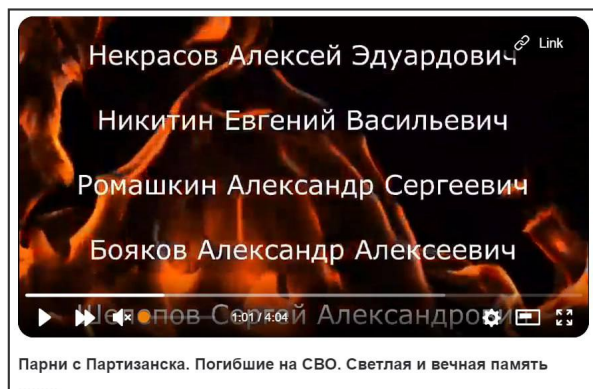 Некрасов Алексей Эдуардович
Link
Никитин Евгений Васильевич
Ромашкин Александр Сергеевич
Бояков Александр Алексеевич
Сергей Александрович
1:01 / 4:04
Парни с Партизанска. Погибшие на СВО. Светлая и вечная память